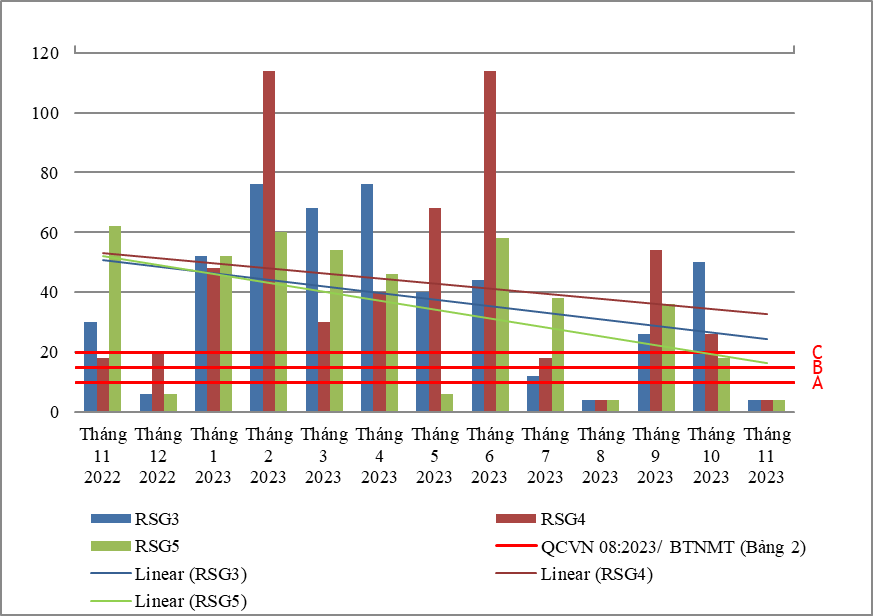 120
100
80
60
40
20
0
C
B
A
Tháng 11 2022
Tháng 12 2022
Tháng 1 2023
Tháng 2 2023
Tháng 3 2023
Tháng 4 2023
Tháng 5 2023
Tháng 6 2023
Tháng 7 2023
Tháng 8 2023
Tháng 9 2023
Tháng 10 2023
Tháng 11 2023
RSG3
RSG4
RSG5
QCVN 08:2023/ BTNMT (Bảng 2)
Linear (RSG3)
Linear (RSG4)
Linear (RSG5)